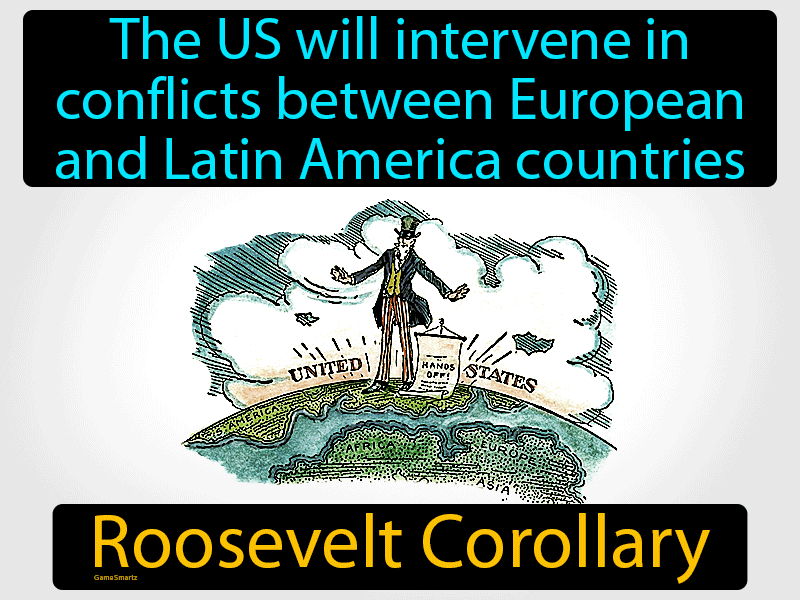 The US will intervene in
conflicts between European
and Latin America countries
UNITED STATES
HANDS
OFF!
AMERICA
AFRICA
EUROPE
ASIA
Roosevelt Corollary
GameSmartz